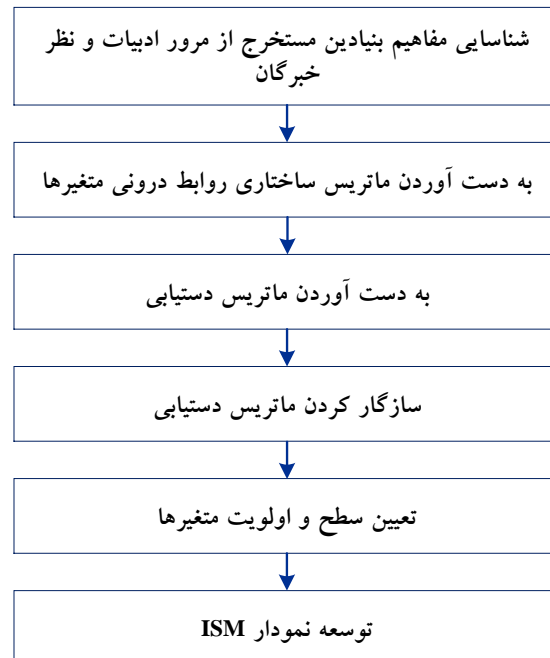 شناسایی مفاهیم بنیادین مستخرج از مرور ادبیات و نظر
خبرگان
به دست آوردن ماتریس ساختاری روابط درونی متغیرها
به دست آوردن ماتریس دستیابی
سازگار کردن ماتریس دستیابی
تعیین سطح و اولویت متغیرها
توسعه نمودار ISM